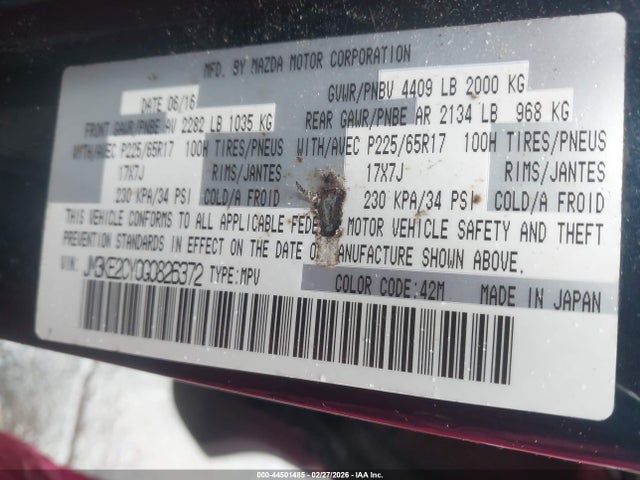 MFD. BY MAZDA MOTOR CORPORATION
DATE 06/16 GVWR/PNBV 4409 LB 2000 KG
FRONT GAWR/PNBE AV 2282 LB 1035 KG REAR GAWR/PNBE AR 2134 LB 968 KG
WITH/AVEC P225/65R17 100H TIRES/PNEUS WITH/AVEC P225/65R17 100H TIRES/PNEUS
17X7J RIMS/JANTES 17X7J RIMS/JANTES
230 KPA/34 PSI COLD/A FROID 230 KPA/34 PSI COLD/A FROID
THIS VEHICLE CONFORMS TO ALL APPLICABLE FEDE MOTOR VEHICLE SAFETY AND THEFT
PREVENTION STANDARDS IN EFFECT ON THE DATE O MANUFACTURE SHOWN ABOVE.
VIN: JM3KE2CY0G0826372 TYPE:MPV COLOR CODE:42M MADE IN JAPAN
000-44501465 - 02/27/2026 - IAA Inc.